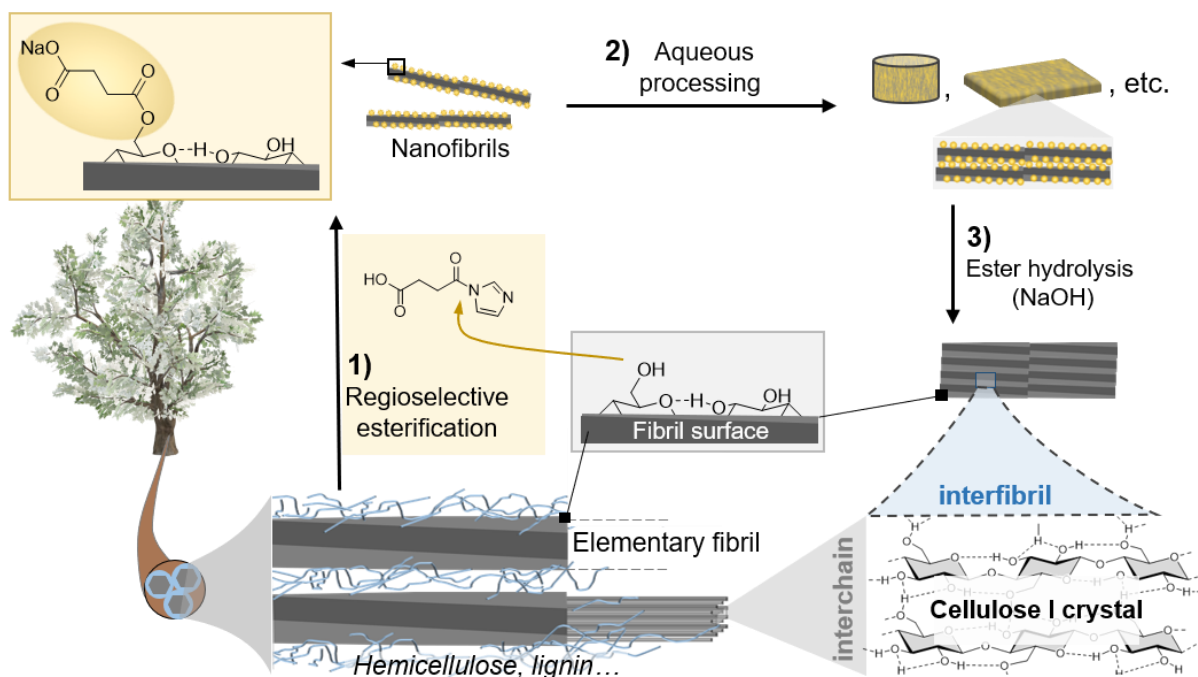 NaO
O
O
O
O
O--H
O
OH
Nanofibrils
2)
Aqueous
processing
, , etc.
3)
Ester hydrolysis
(NaOH)
HO
O
O
N
N
1)
Regioselective
esterification
OH
O--H
O
OH
Fibril surface
interfibril
Elementary fibril
interchain
Cellulose I crystal
Hemicellulose, lignin...